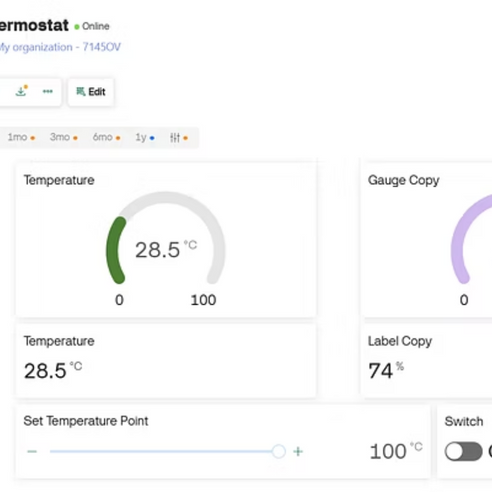 ermostat Online
My organization - 7145OV
Edit
1mo 3mo 6mo 1y
Temperature
28.5 °C
0 100
Gauge Copy
0
Temperature
28.5 °C
Label Copy
74 %
Set Temperature Point
− + 100 °C
Switch